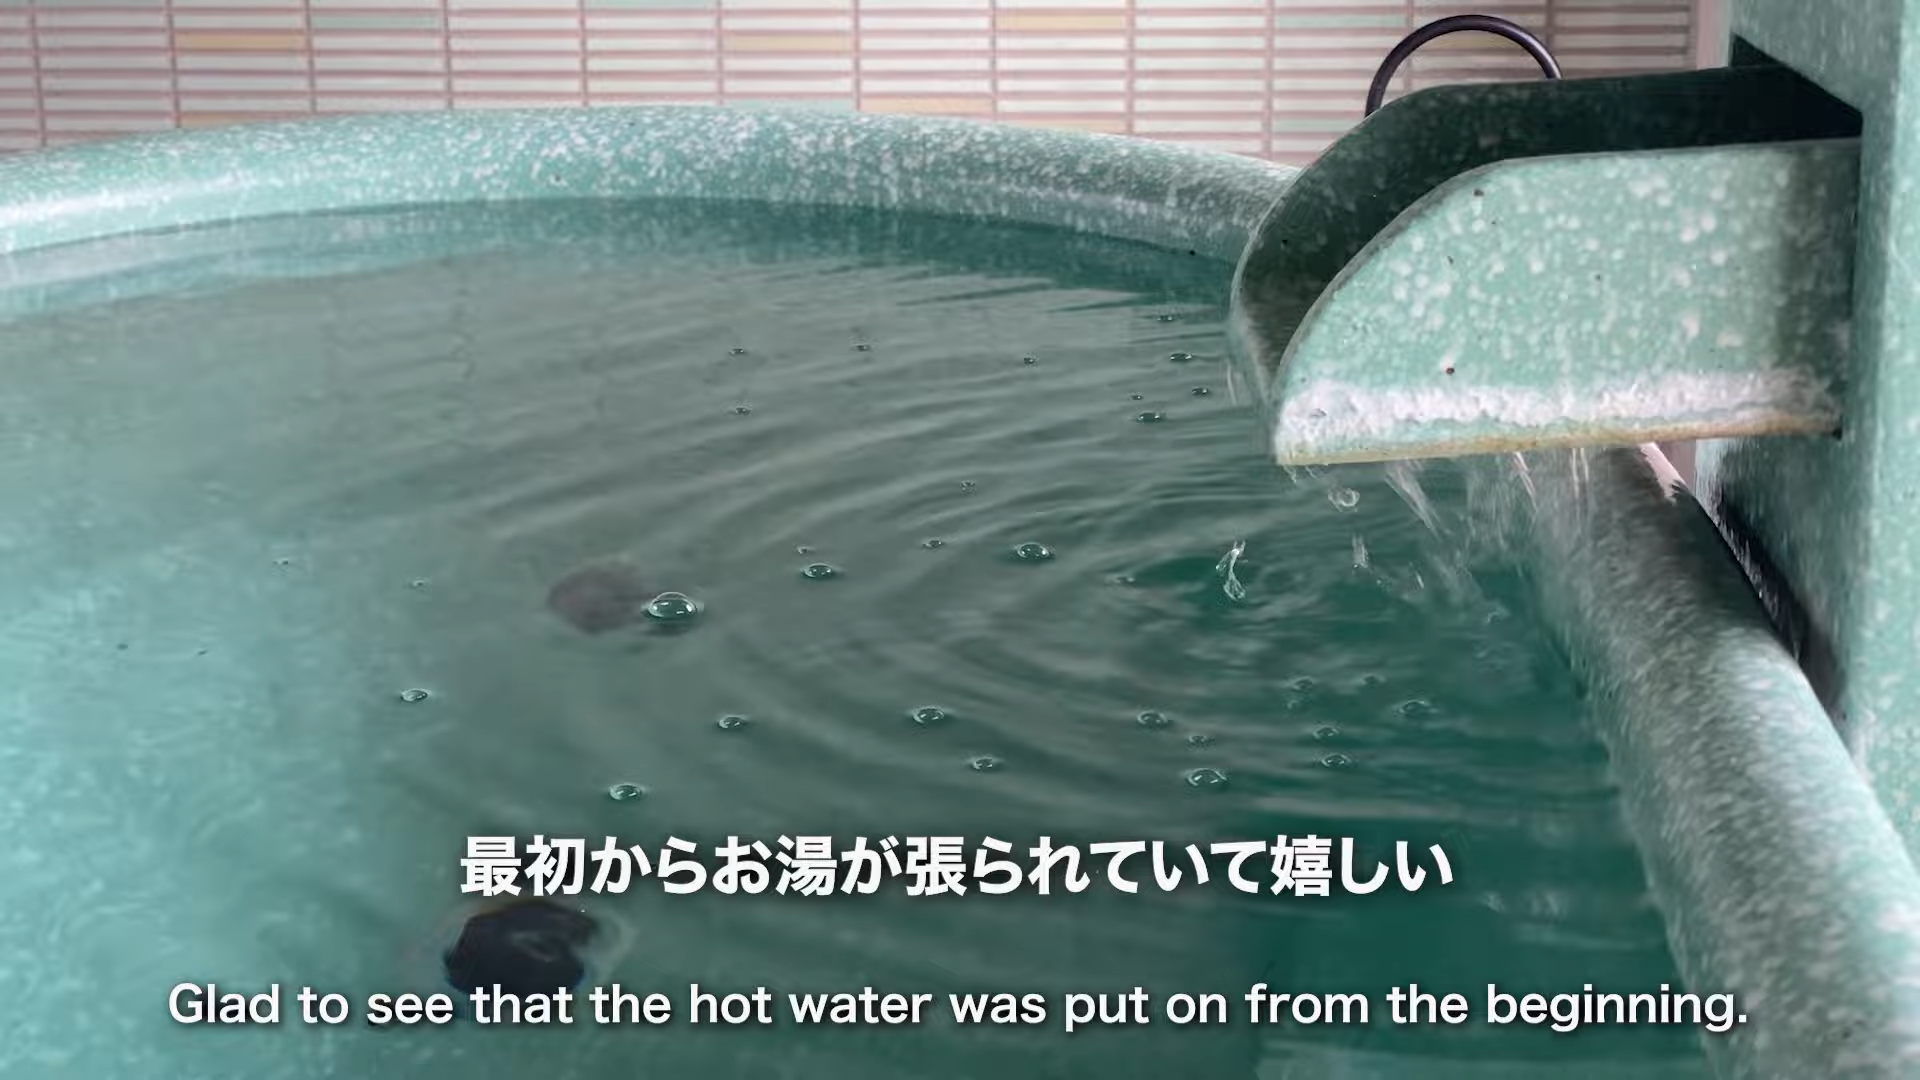 最初からお湯が張られていて嬉しい
Glad to see that the hot water was put on from the beginning.